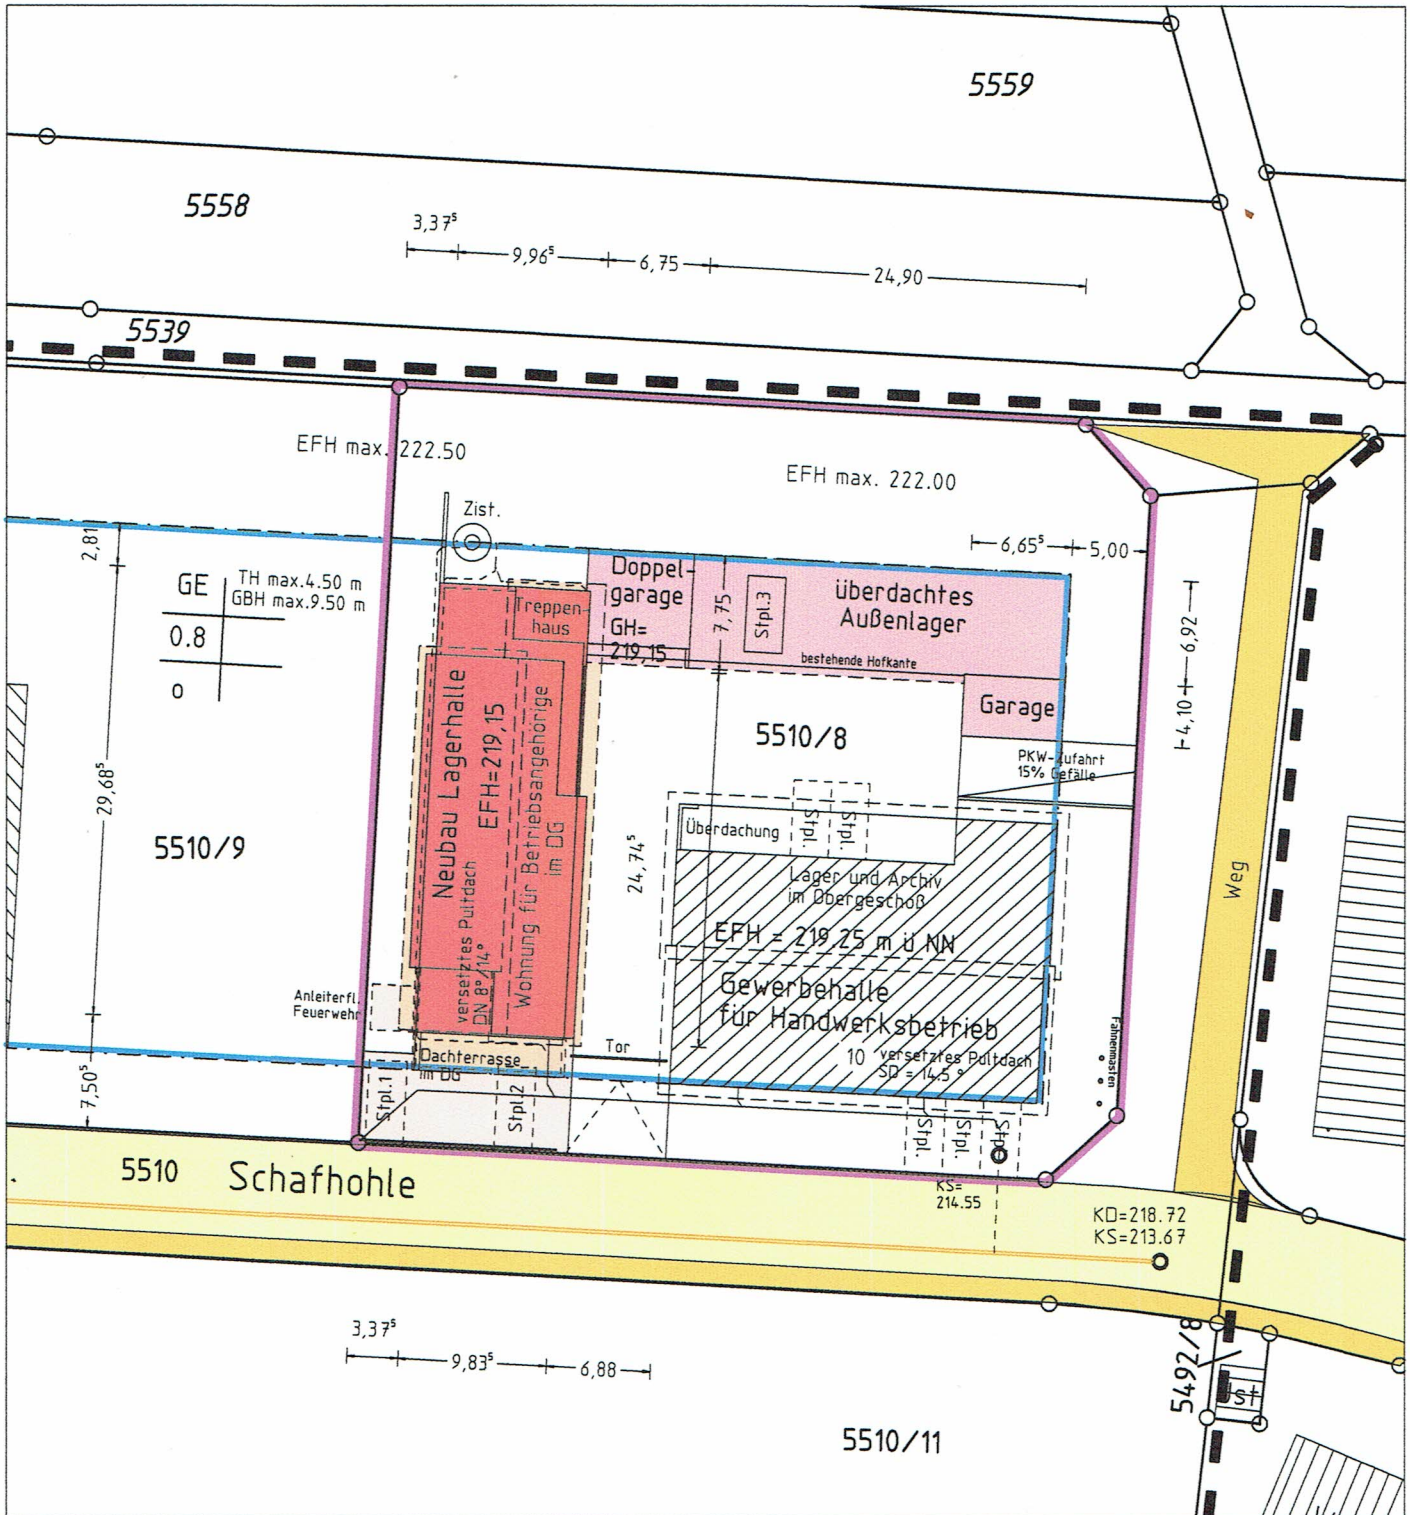 5559
5558
3,37⁵
9,96⁵
6,75
24,90
5539
EFH max. 222.50
EFH max. 222.00
Zist.
6,65⁵
5,00
2,81
GE
TH max.4.50 m
GBH max.9.50 m
0.8
o
Doppel-
garage
GH=
219,15
7,75
Stpl.3
überdachtes
Außenlager
bestehende Hofkante
Treppen-
haus
6,92
4,10
Garage
PKW-Zufahrt
15% Gefälle
Neubau Lagerhalle
EFH=219,15
versetztes Pultdach
DN 8°/14°
Wohnung für Betriebsangehörige
im DG
5510/8
29,68⁵
5510/9
24,74⁵
Überdachung
Stpl.
Stpl.
Lager und Archiv
im Obergeschoß
EFH = 219.25 m ü NN
Gewerbehalle
für Handwerksbetrieb
10
versetztes Pultdach
SD = 14.5 °
Weg
Fahnenmasten
Anleiterfl.
Feuerwehr
Dachterrasse
im DG
Tor
7,50⁵
Stpl.1
Stpl.2
Stpl.
Stpl.
Stpl.
5510
Schafhohle
KS=
214.55
KD=218.72
KS=213.67
3,37⁵
9,83⁵
6,88
5492/8
Ust
5510/11